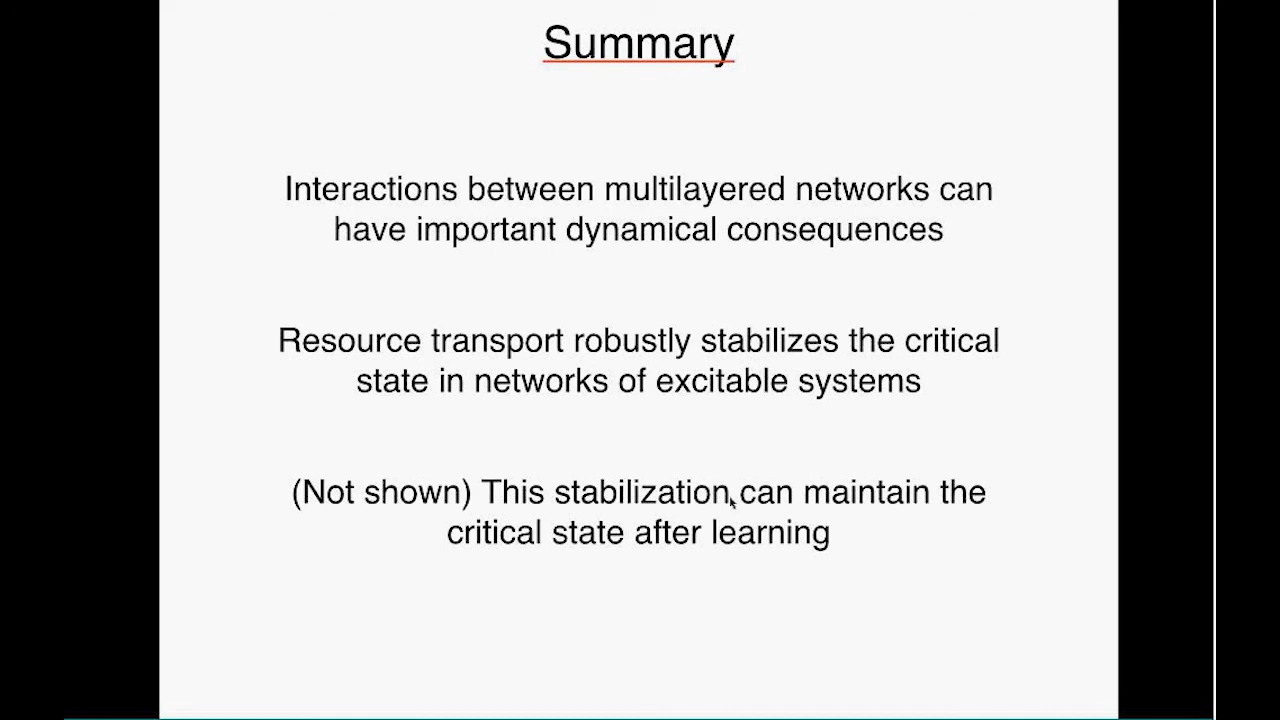 Summary
Interactions between multilayered networks can
have important dynamical consequences
Resource transport robustly stabilizes the critical
state in networks of excitable systems
(Not shown) This stabilization can maintain the
critical state after learning